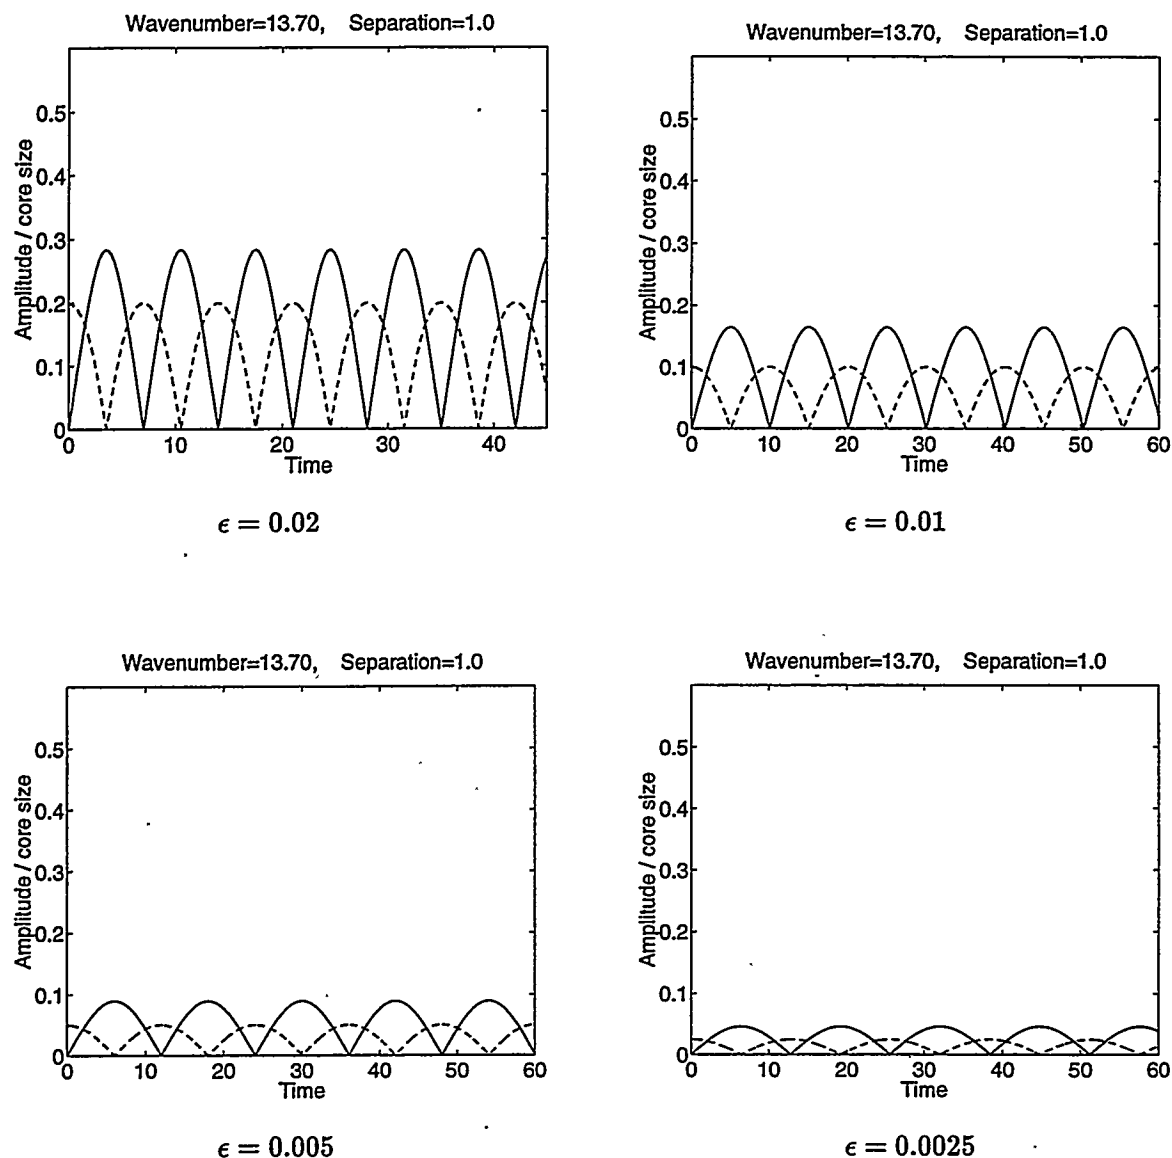 Wavenumber=13.70, Separation=1.0
Amplitude / core size
0.5
0.4
0.3
0.2
0.1
0
0 10 20 30 40
Time
ϵ = 0.02
Wavenumber=13.70, Separation=1.0
Amplitude / core size
0.5
0.4
0.3
0.2
0.1
0
0 10 20 30 40 50 60
Time
ϵ = 0.01
Wavenumber=13.70, Separation=1.0
Amplitude / core size
0.5
0.4
0.3
0.2
0.1
0
0 10 20 30 40 50 60
Time
ϵ = 0.005
Wavenumber=13.70, Separation=1.0
Amplitude / core size
0.5
0.4
0.3
0.2
0.1
0
0 10 20 30 40 50 60
Time
ϵ = 0.0025